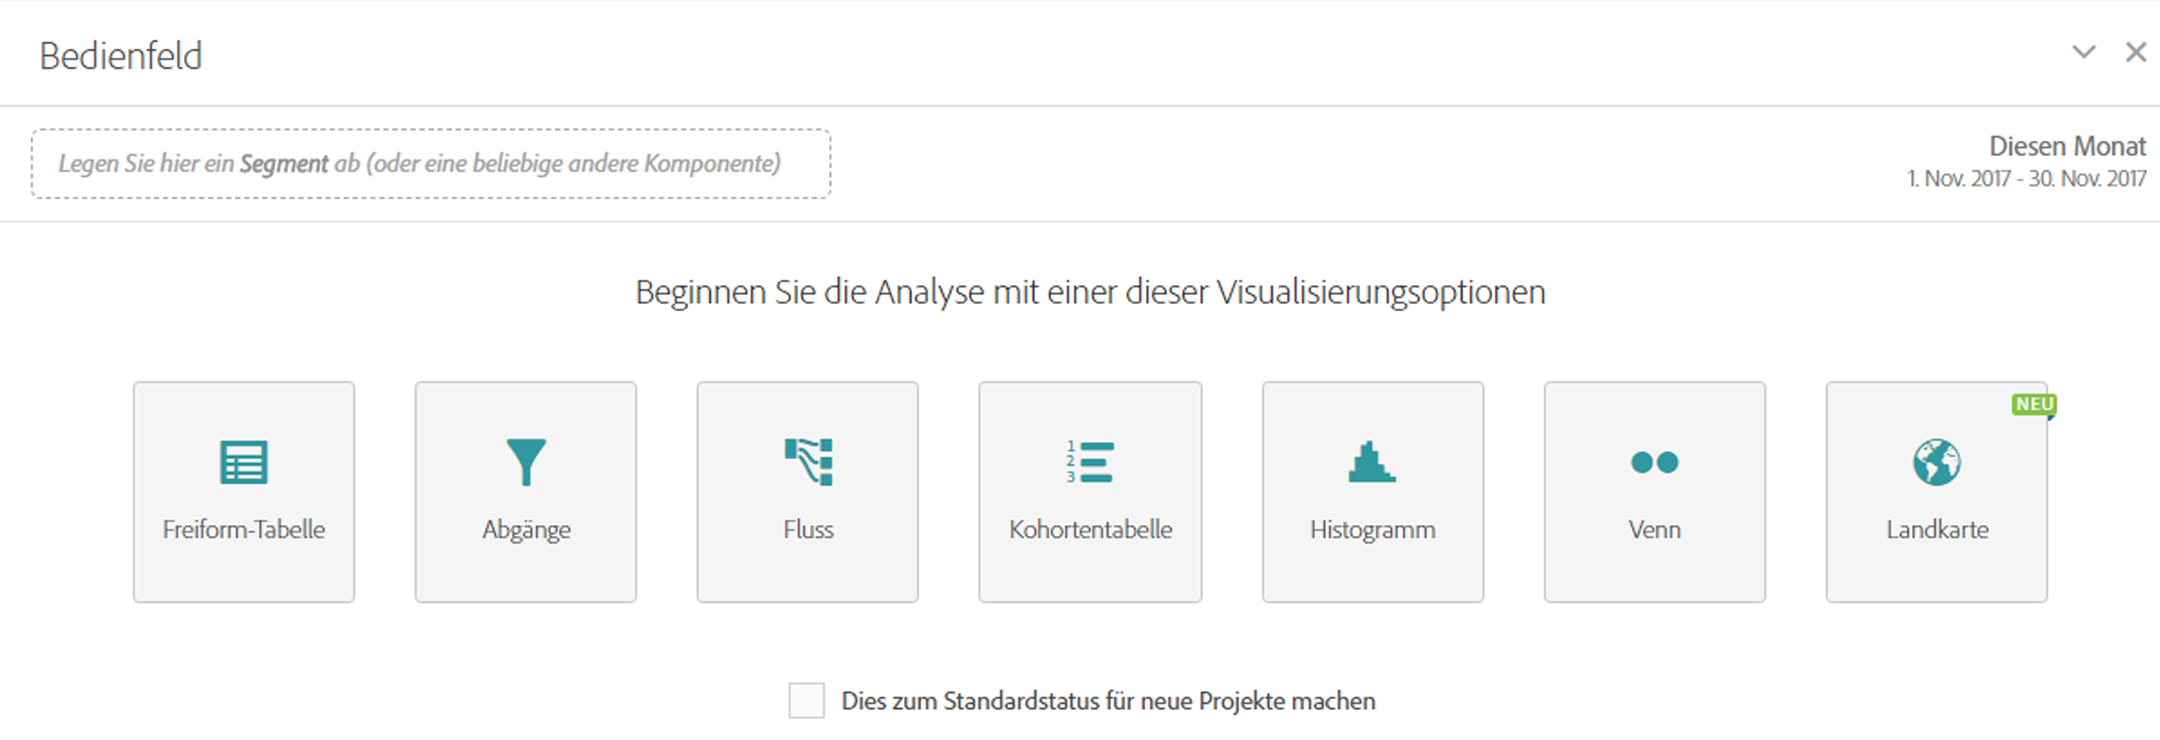 Bedienfeld
Legen Sie hier ein Segment ab (oder eine beliebige andere Komponente)
Diesen Monat
1. Nov. 2017 - 30. Nov. 2017
Beginnen Sie die Analyse mit einer dieser Visualisierungsoptionen
Freiform-Tabelle
Abgänge
Fluss
1
2
3
Kohortentabelle
Histogramm
Venn
NEU
Landkarte
Dies zum Standardstatus für neue Projekte machen